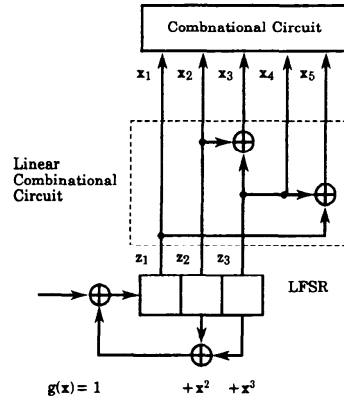 Combnational Circuit
x1 x2 x3 x4 x5
Linear
Combinational
Circuit
z1 z2 z3
LFSR
g(x) = 1 +x² +x³